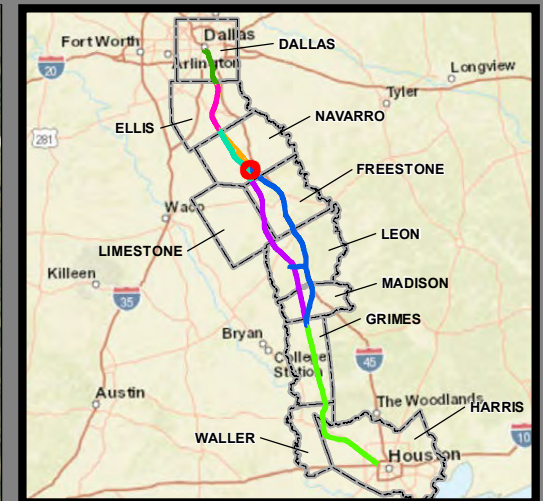 Dallas
DALLAS
Fort Worth
Arlington
20
Longview
Tyler
NAVARRO
ELLIS
281
FREESTONE
Waco
LEON
LIMESTONE
Killeen
MADISON
35
GRIMES
Bryan
College
Station
45
Austin
The Woodlands
HARRIS
WALLER
10
Houston